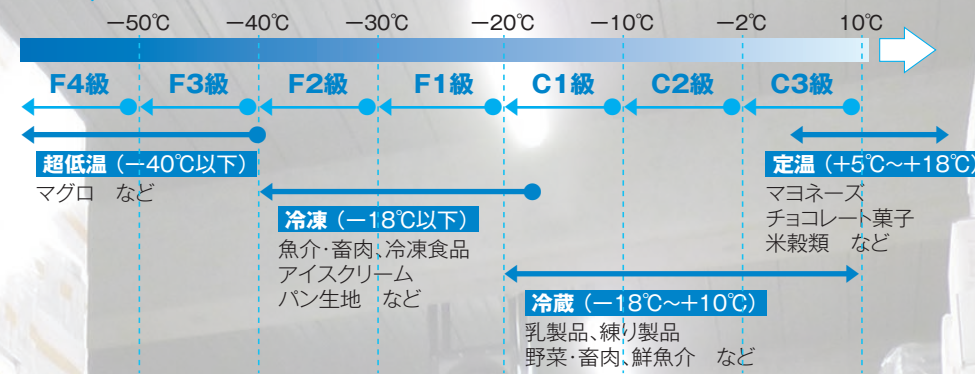 −50℃ −40℃ −30℃ −20℃ −10℃ −2℃ 10℃
F4級 F3級 F2級 F1級 C1級 C2級 C3級
超低温（−40℃以下）
マグロ　など
冷凍（−18℃以下）
魚介・畜肉、冷凍食品
アイスクリーム
パン生地　など
冷蔵（−18℃〜+10℃）
乳製品、練り製品
野菜・畜肉、鮮魚介　など
定温（+5℃〜+18℃）
マヨネーズ
チョコレート菓子
米穀類　など